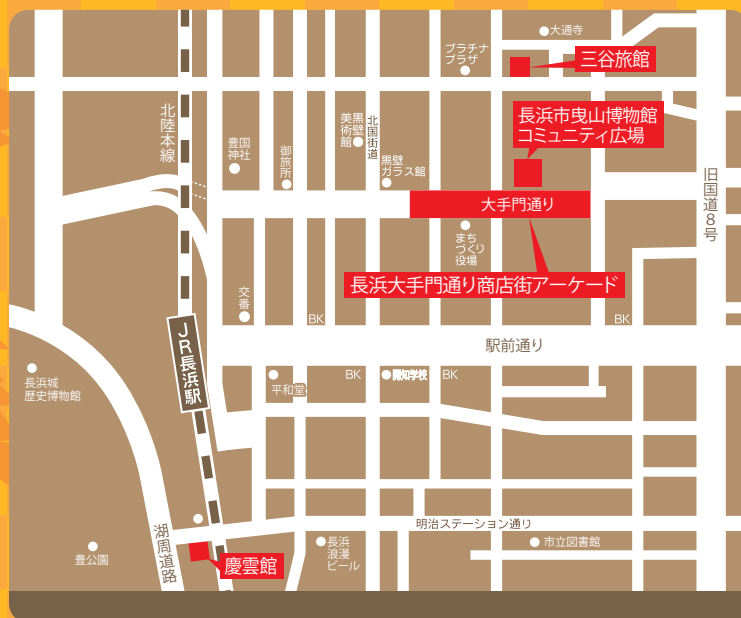 大通寺
プラチナ
プラザ
三谷旅館
北陸本線
長浜市曳山博物館
コミュニティ広場
黒壁
美術館
北国街道
豊国
神社
御旅所
黒壁
ガラス館
旧国道8号
大手門通り
まち
づくり
役場
長浜大手門通り商店街アーケード
交番
BK
BK
駅前通り
JR長浜駅
長浜城
歴史博物館
平和堂
BK
開知学校
BK
湖周道路
明治ステーション通り
豊公園
慶雲館
長浜
浪漫
ビール
市立図書館